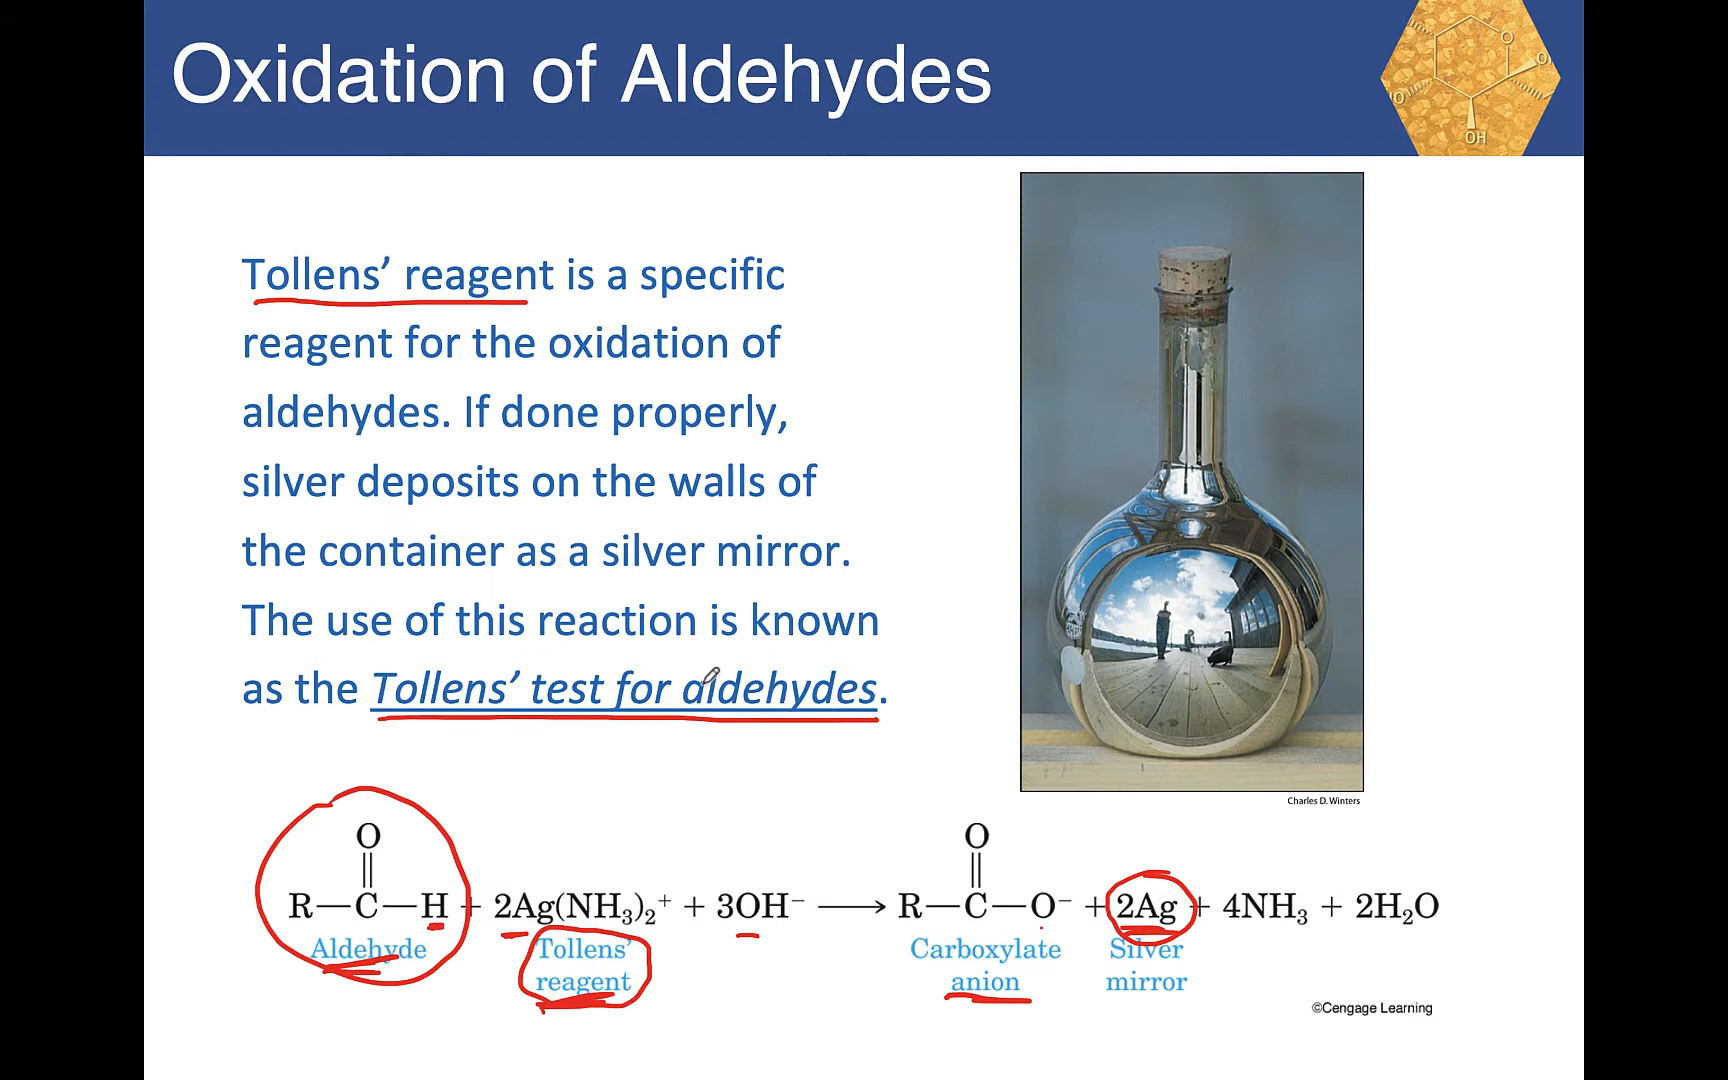 Oxidation of Aldehydes
O
O
O
OH
Tollens’ reagent is a specific
reagent for the oxidation of
aldehydes. If done properly,
silver deposits on the walls of
the container as a silver mirror.
The use of this reaction is known
as the Tollens’ test for aldehydes.
Charles D. Winters
O
O
R—C—H + 2Ag(NH₃)₂⁺ + 3OH⁻ ⟶ R—C—O⁻ + 2Ag + 4NH₃ + 2H₂O
Aldehyde Tollens’ Carboxylate Silver
reagent anion mirror
©Cengage Learning